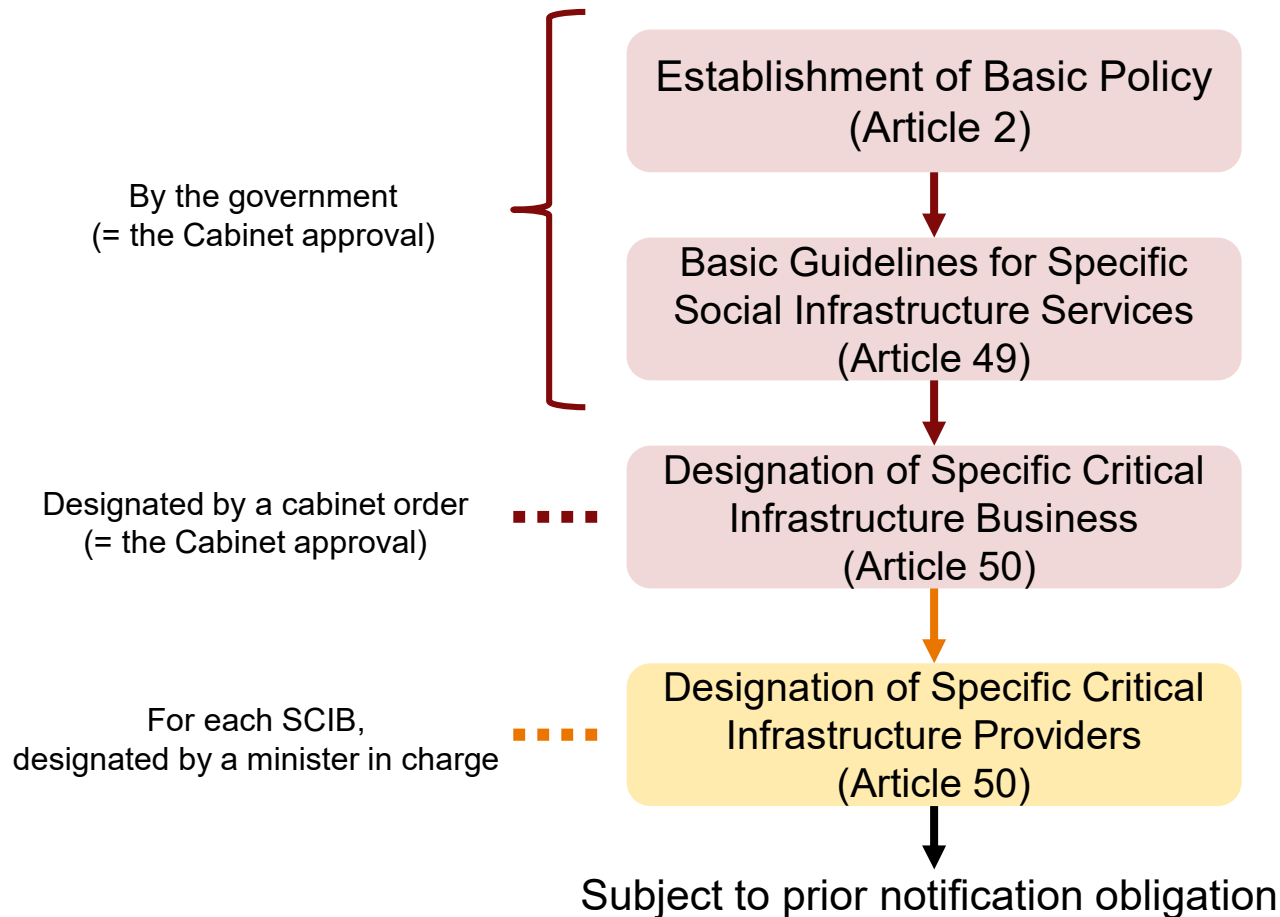 Establishment of Basic Policy
(Article 2)
By the government
(= the Cabinet approval)
Basic Guidelines for Specific
Social Infrastructure Services
(Article 49)
Designated by a cabinet order
(= the Cabinet approval)
Designation of Specific Critical
Infrastructure Business
(Article 50)
For each SCIB,
designated by a minister in charge
Designation of Specific Critical
Infrastructure Providers
(Article 50)
Subject to prior notification obligation